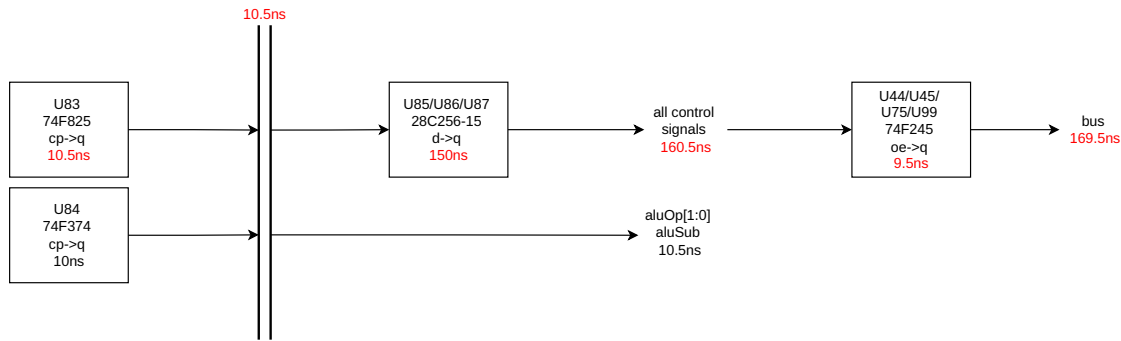 10.5ns
U83
74F825
cp->q
10.5ns
U85/U86/U87
28C256-15
d->q
150ns
all control
signals
160.5ns
U44/U45/
U75/U99
74F245
oe->q
9.5ns
bus
169.5ns
U84
74F374
cp->q
10ns
aluOp[1:0]
aluSub
10.5ns